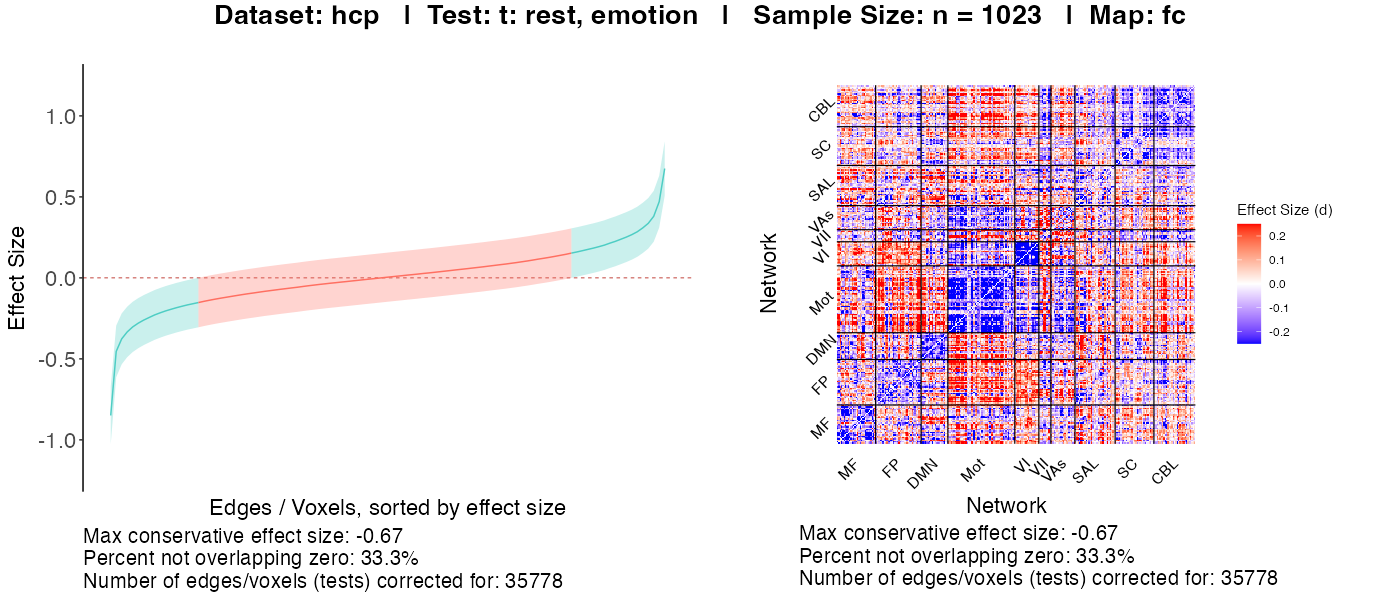 Dataset: hcp | Test: t: rest, emotion | Sample Size: n = 1023 | Map: fc
1.0
0.5
0.0
-0.5
-1.0
Effect Size
Edges / Voxels, sorted by effect size
Max conservative effect size: -0.67
Percent not overlapping zero: 33.3%
Number of edges/voxels (tests) corrected for: 35778
Network
CBL
SC
SAL
VAs
VII
VI
Mot
DMN
FP
MF
MF
FP
DMN
Mot
VI
VII
VAs
SAL
SC
CBL
Network
Max conservative effect size: -0.67
Percent not overlapping zero: 33.3%
Number of edges/voxels (tests) corrected for: 35778
Effect Size (d)
0.2
0.1
0.0
-0.1
-0.2